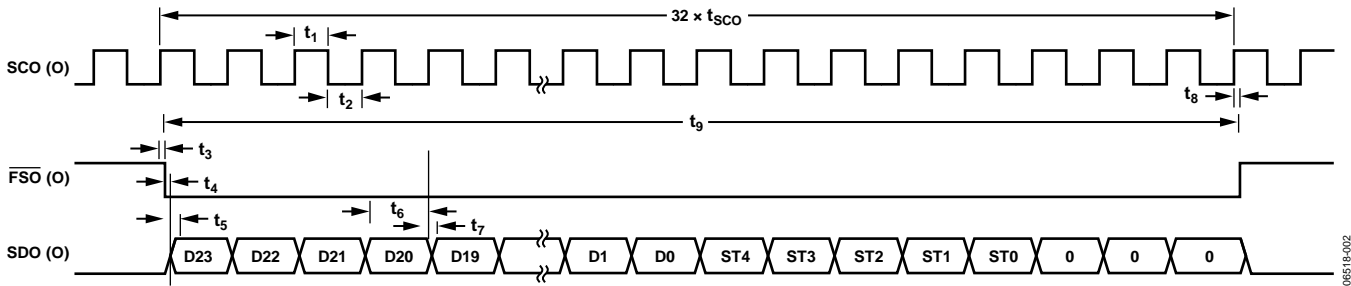 32 × tSCO
t1
SCO (O)
t2
t8
t9
t3
FSO (O)
t4
t5
t6
t7
SDO (O)
D23 D22 D21 D20 D19 D1 D0 ST4 ST3 ST2 ST1 ST0 0 0 0
06518-002